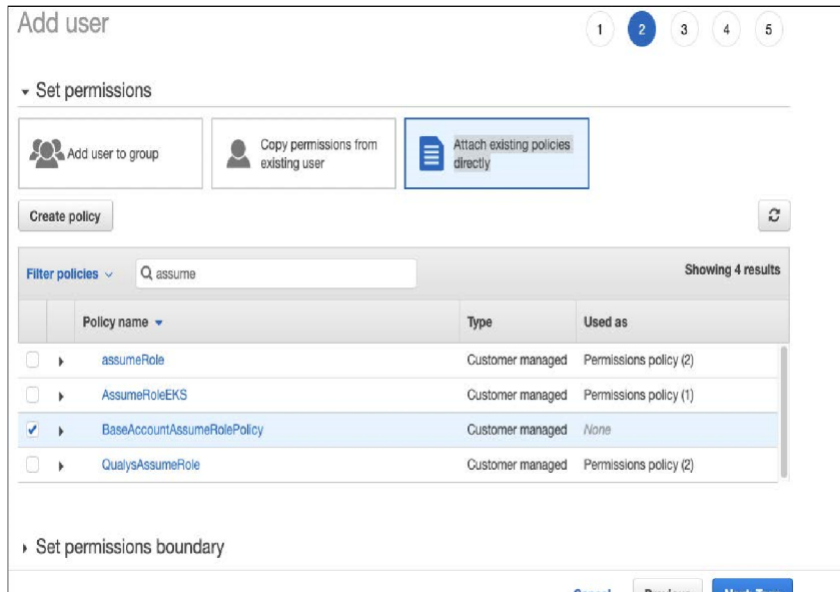 Add user
1 2 3 4 5
Set permissions
Add user to group
Copy permissions from
existing user
Attach existing policies
directly
Create policy
Filter policies
assume
Showing 4 results
Policy name Type Used as
assumeRole Customer managed Permissions policy (2)
AssumeRoleEKS Customer managed Permissions policy (1)
BaseAccountAssumeRolePolicy Customer managed None
QualysAssumeRole Customer managed Permissions policy (2)
Set permissions boundary